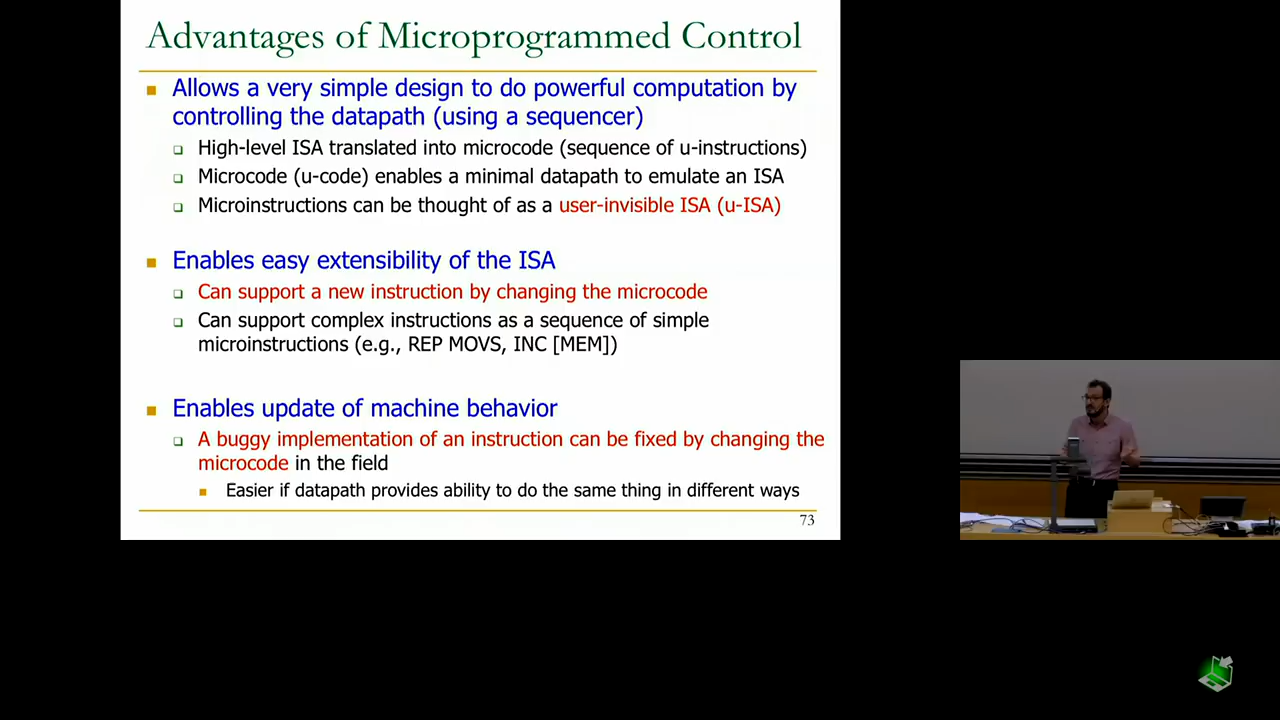 Advantages of Microprogrammed Control
Allows a very simple design to do powerful computation by
controlling the datapath (using a sequencer)
High-level ISA translated into microcode (sequence of u-instructions)
Microcode (u-code) enables a minimal datapath to emulate an ISA
Microinstructions can be thought of as a user-invisible ISA (u-ISA)
Enables easy extensibility of the ISA
Can support a new instruction by changing the microcode
Can support complex instructions as a sequence of simple
microinstructions (e.g., REP MOVS, INC [MEM])
Enables update of machine behavior
A buggy implementation of an instruction can be fixed by changing the
microcode in the field
Easier if datapath provides ability to do the same thing in different ways
73